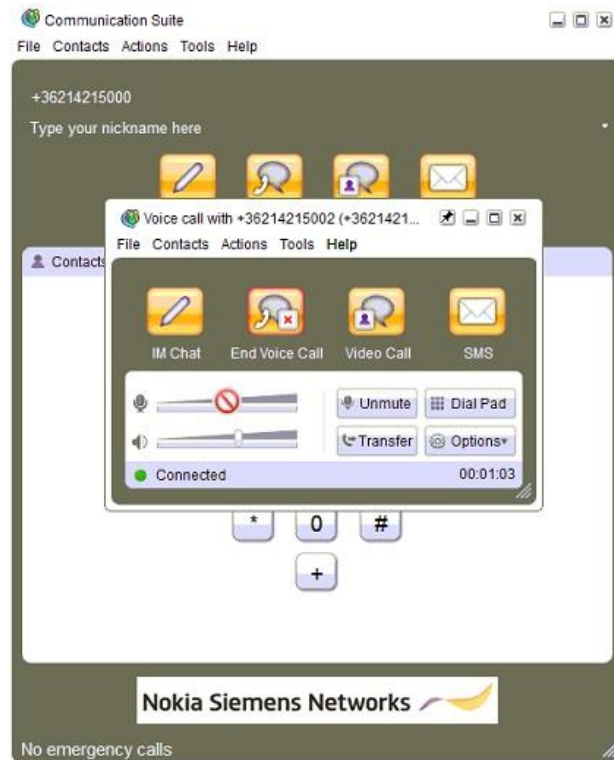 Communication Suite
File Contacts Actions Tools Help
+36214215000
Type your nickname here
Voice call with +36214215002 (+3621421...
File Contacts Actions Tools Help
Contacts
IM Chat End Voice Call Video Call SMS
Unmute Dial Pad
Transfer Options
Connected 00:01:03
* 0 #
+
Nokia Siemens Networks
No emergency calls